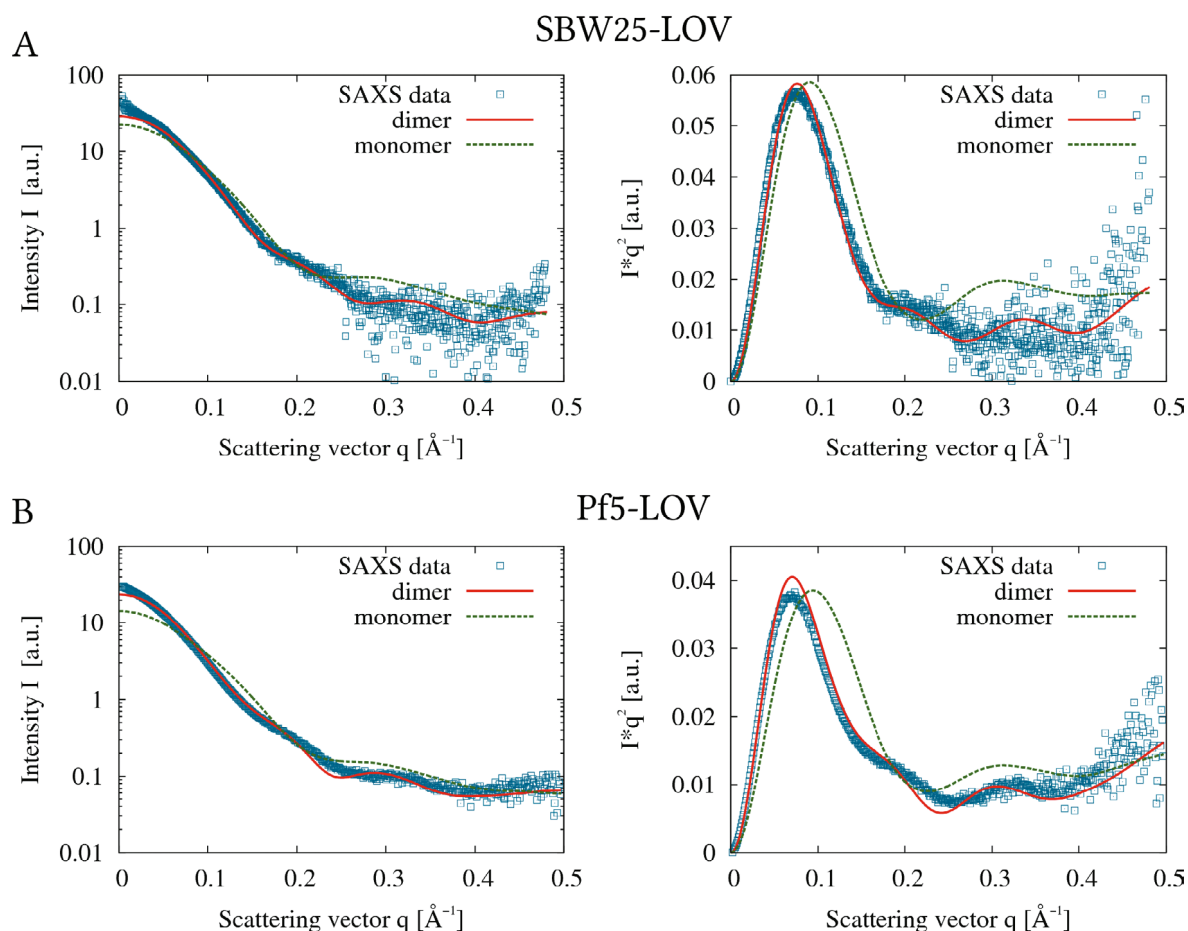 SBW25-LOV
A
100
10
1
0.1
0.01
Intensity I [a.u.]
SAXS data
dimer
monomer
0 0.1 0.2 0.3 0.4 0.5
Scattering vector q [Å⁻¹]
0.06
0.05
0.04
0.03
0.02
0.01
0
I*q² [a.u.]
SAXS data
dimer
monomer
0 0.1 0.2 0.3 0.4 0.5
Scattering vector q [Å⁻¹]
Pf5-LOV
B
100
10
1
0.1
0.01
Intensity I [a.u.]
SAXS data
dimer
monomer
0 0.1 0.2 0.3 0.4 0.5
Scattering vector q [Å⁻¹]
0.04
0.03
0.02
0.01
0
I*q² [a.u.]
SAXS data
dimer
monomer
0 0.1 0.2 0.3 0.4 0.5
Scattering vector q [Å⁻¹]